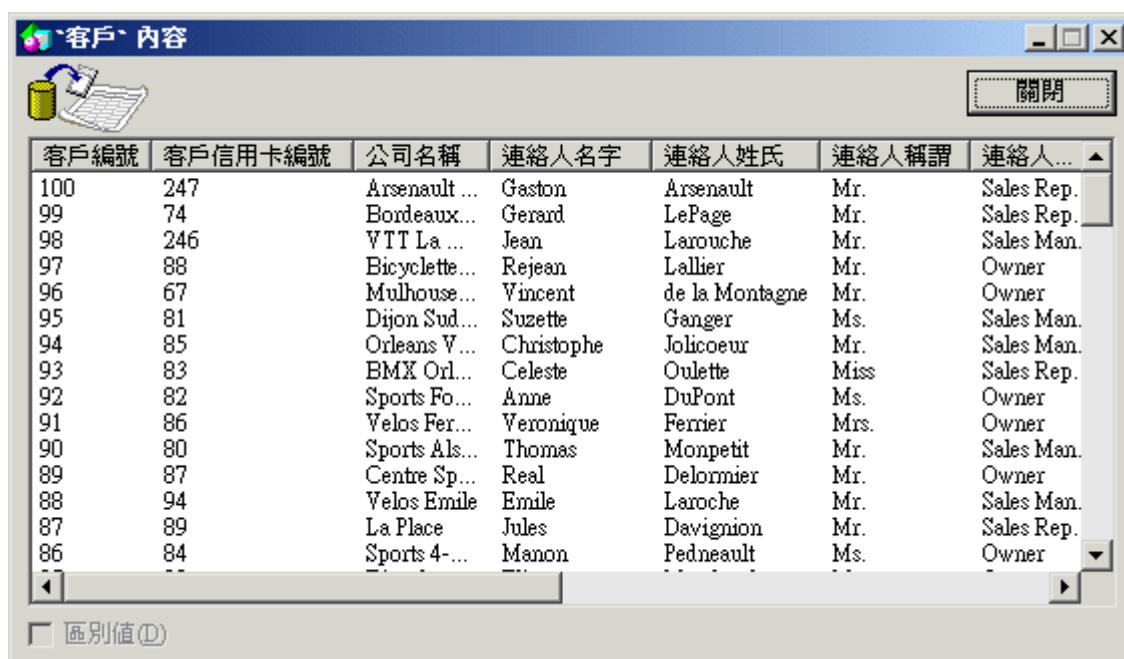 `客戶` 內容
關閉
客戶編號 客戶信用卡編號 公司名稱 連絡人名字 連絡人姓氏 連絡人稱謂 連絡人...
100 247 Arsenault ... Gaston Arsenault Mr. Sales Rep.
99 74 Bordeaux... Gerard LePage Mr. Sales Rep.
98 246 VTT La ... Jean Larouche Mr. Sales Man.
97 88 Bicyclette... Rejean Lallier Mr. Owner
96 67 Mulhouse... Vincent de la Montagne Mr. Owner
95 81 Dijon Sud... Suzette Ganger Ms. Sales Man.
94 85 Orleans V... Christophe Jolicoeur Mr. Sales Man.
93 83 BMX Orl... Celeste Oulette Miss Sales Rep.
92 82 Sports Fo... Anne DuPont Ms. Owner
91 86 Velos Fer... Veronique Ferrier Mrs. Owner
90 80 Sports Als... Thomas Monpetit Mr. Sales Man.
89 87 Centre Sp... Real Delormier Mr. Owner
88 94 Velos Emile Emile Laroche Mr. Sales Man.
87 89 La Place Jules Davignion Mr. Sales Rep.
86 84 Sports 4-... Manon Pedneault Ms. Owner
區別值(D)